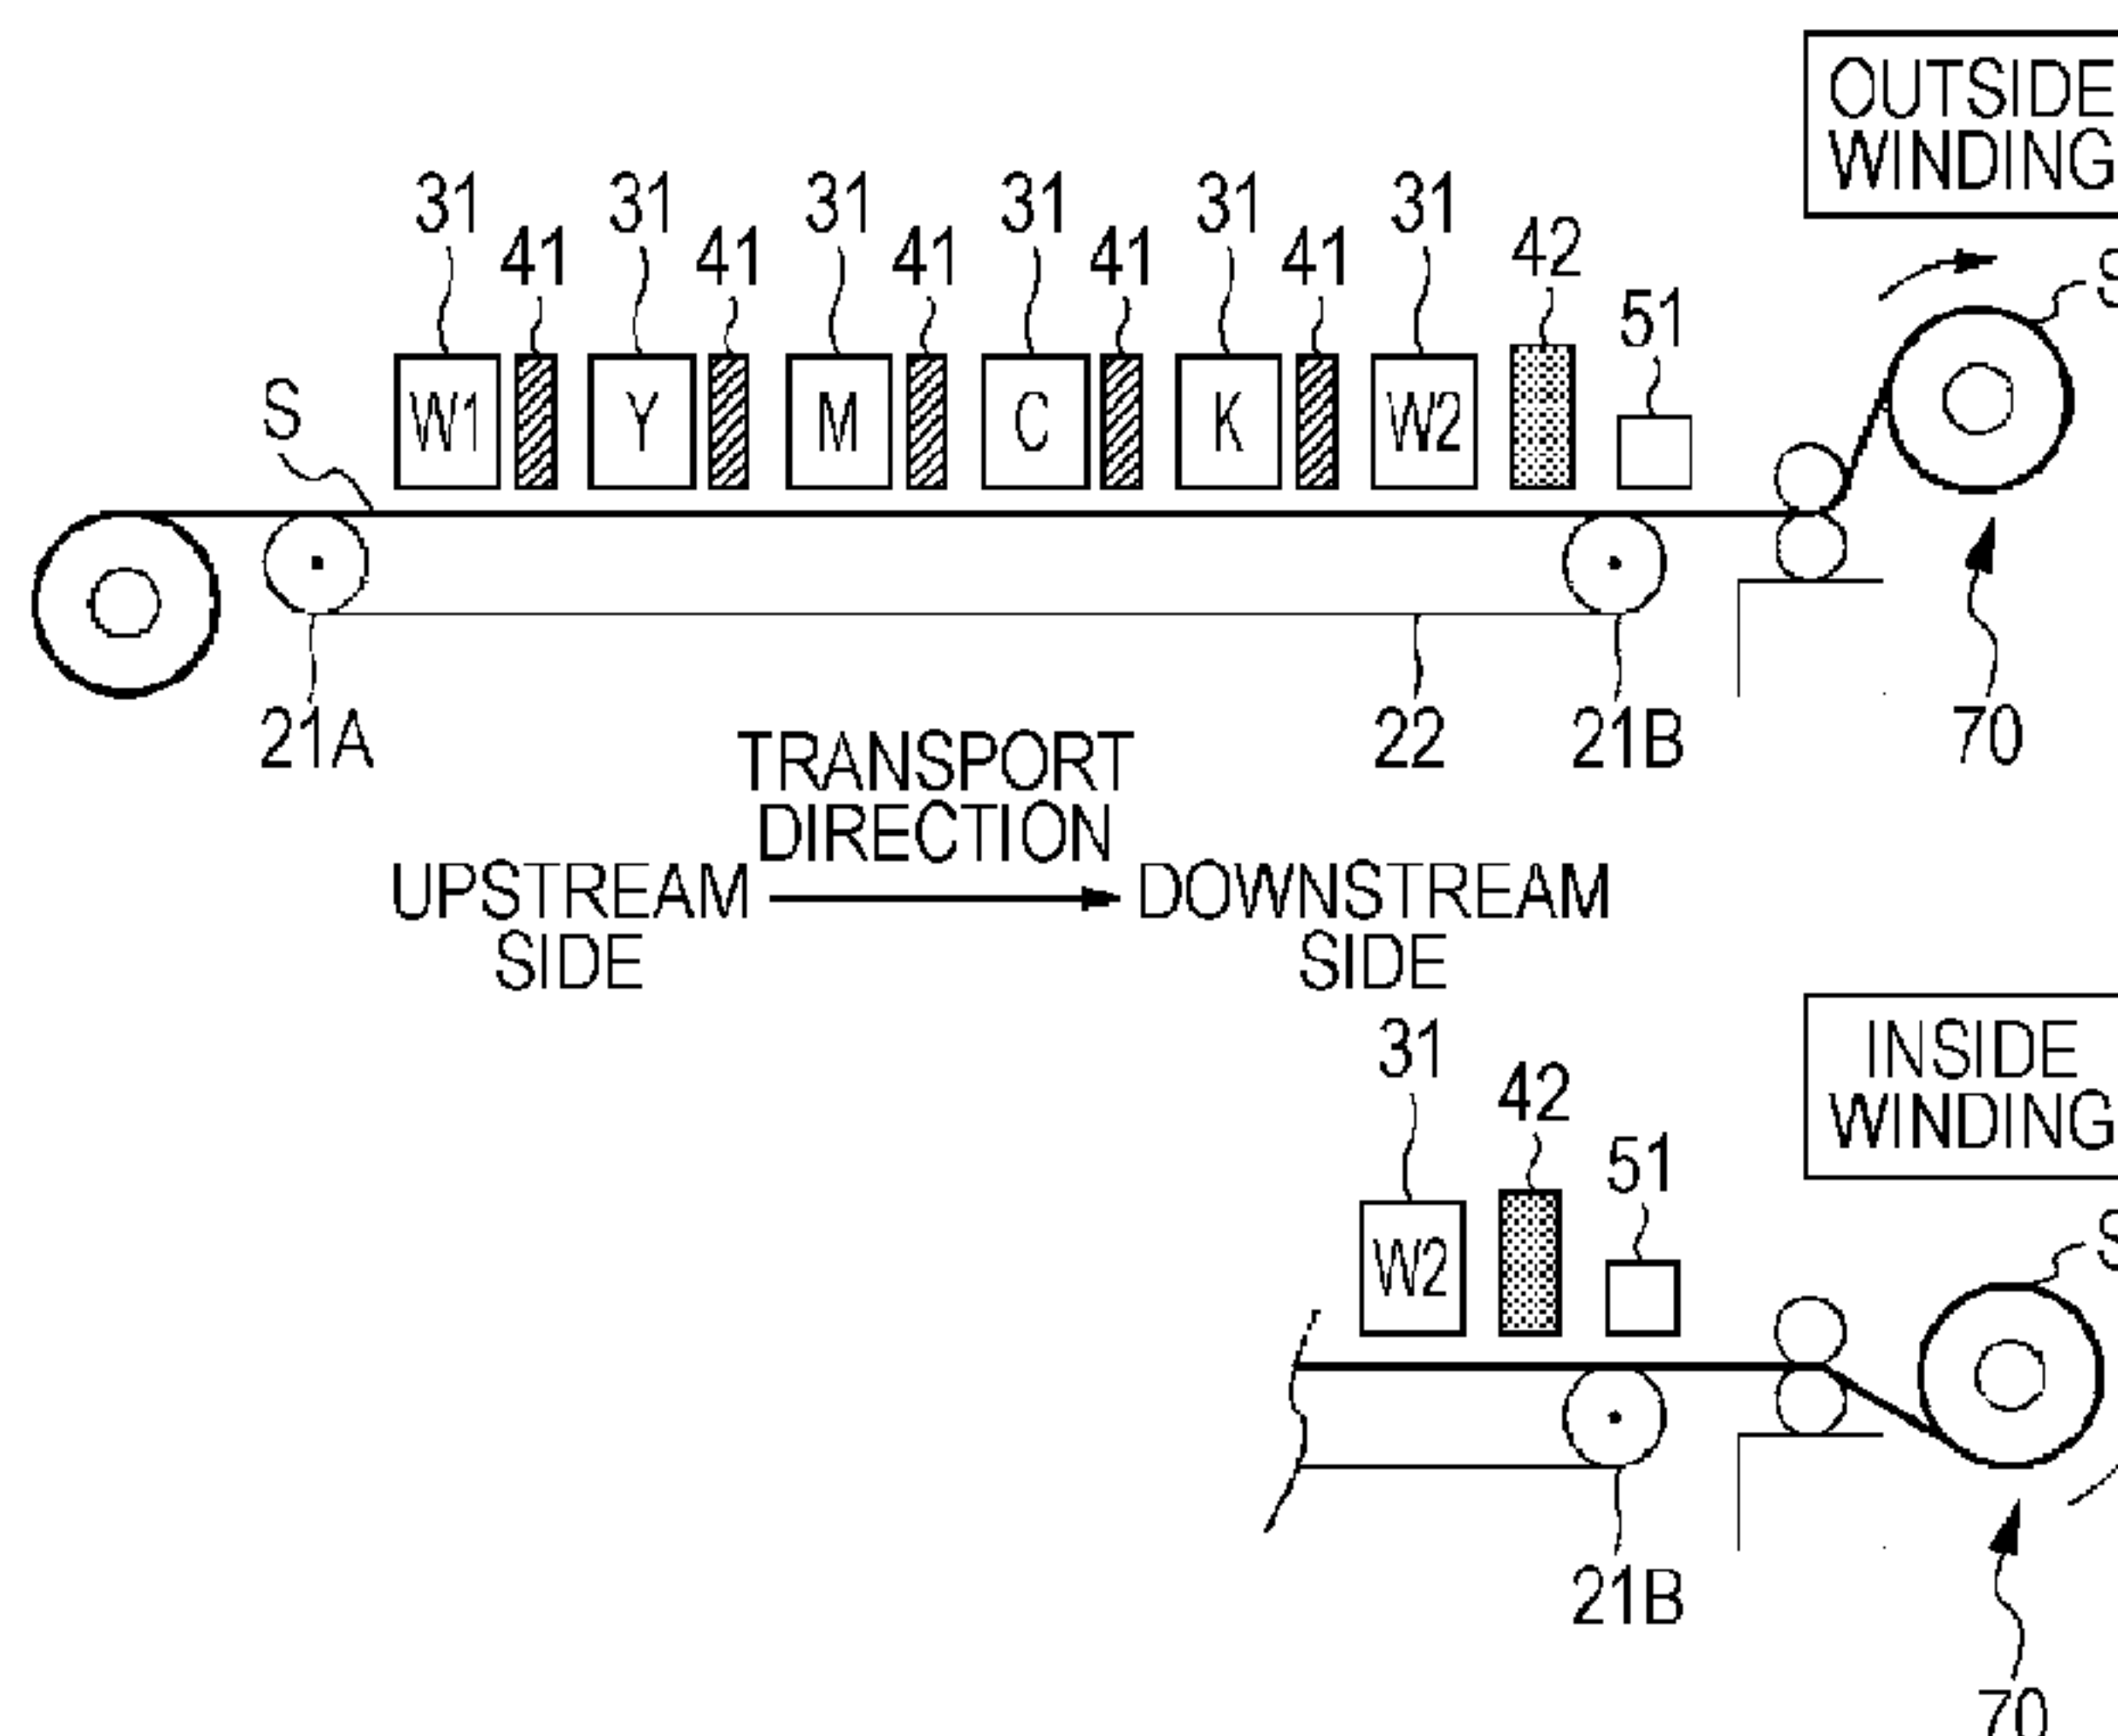 OUTSIDE
WINDING
31 31 31 31 31 31
41 41 41 41 41 42
51
S
S
W1 Y M C K W2
21A 22 21B 70
TRANSPORT
DIRECTION
UPSTREAM
SIDE
DOWNSTREAM
SIDE
INSIDE
WINDING
31
42
51
S
W2
21B
70